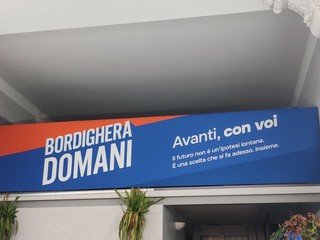 BORDIGHERA
DOMANI
Avanti, con voi
Il futuro non è un'ipotesi lontana.
È una scelta che si fa adesso. Insieme.